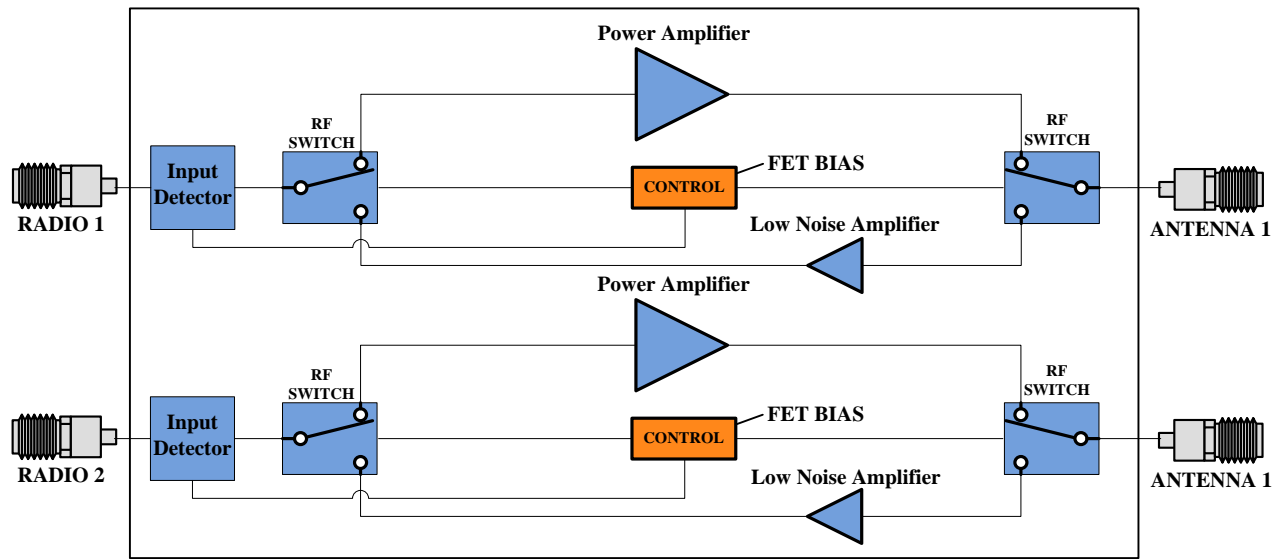 Power Amplifier
RF
SWITCH
RF
SWITCH
FET BIAS
Input
Detector
CONTROL
RADIO 1
Low Noise Amplifier
ANTENNA 1
Power Amplifier
RF
SWITCH
RF
SWITCH
FET BIAS
Input
Detector
CONTROL
RADIO 2
Low Noise Amplifier
ANTENNA 1